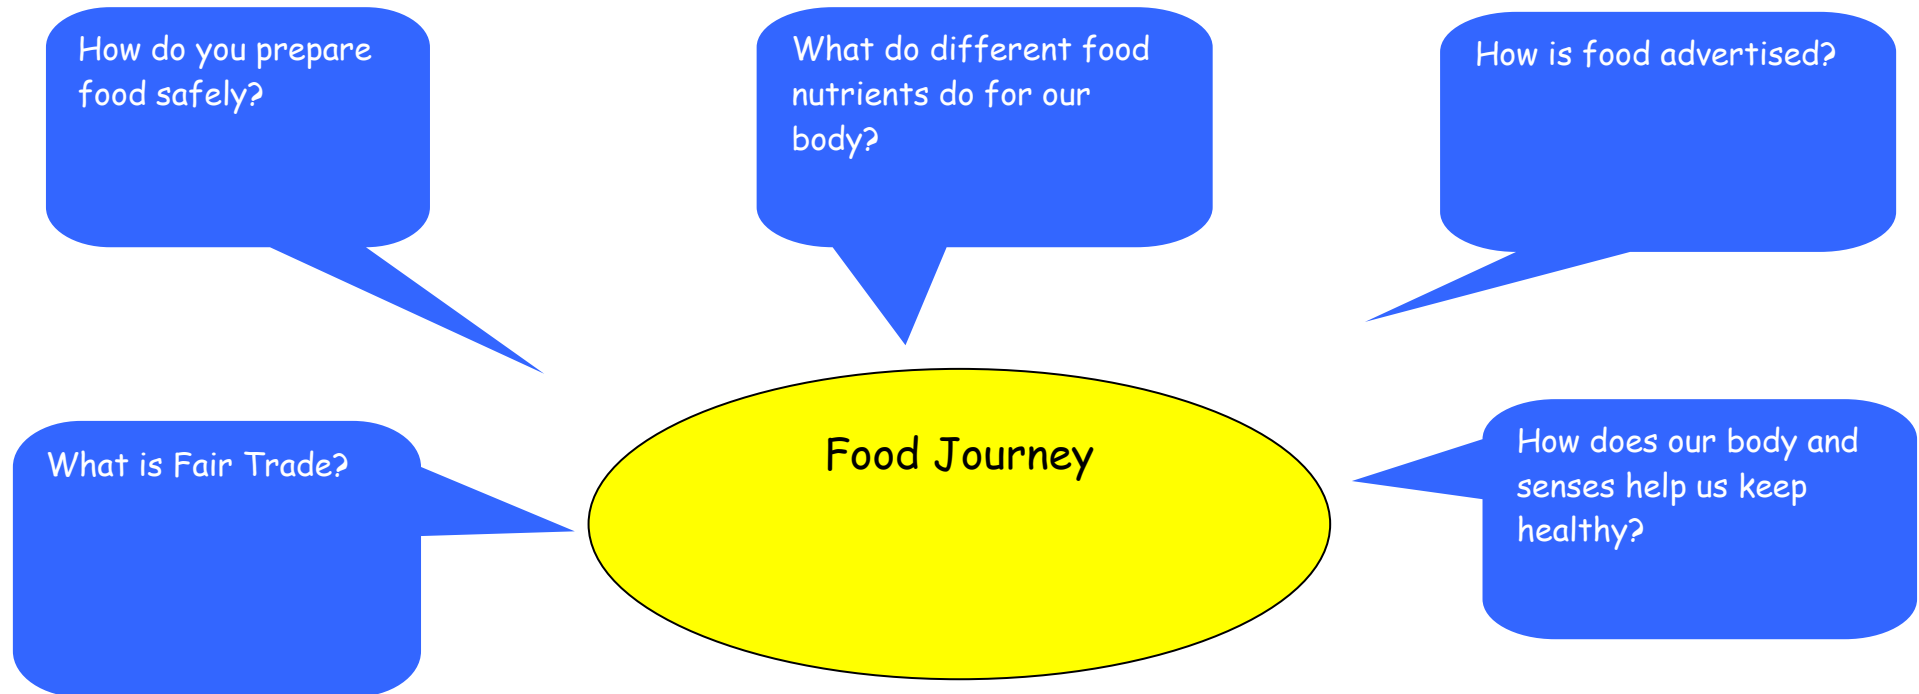 How do you prepare
food safely?
What do different food
nutrients do for our
body?
How is food advertised?
What is Fair Trade?
Food Journey
How does our body and
senses help us keep
healthy?